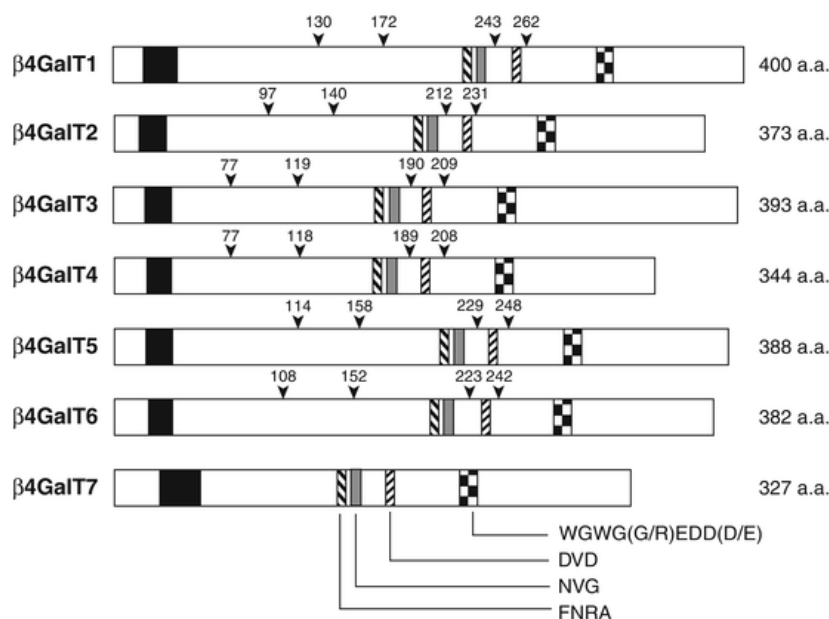 130 172 243 262
β4GalT1 400 a.a.
97 140 212 231
β4GalT2 373 a.a.
77 119 190 209
β4GalT3 393 a.a.
77 118 189 208
β4GalT4 344 a.a.
114 158 229 248
β4GalT5 388 a.a.
108 152 223 242
β4GalT6 382 a.a.
β4GalT7 327 a.a.
WGWG(G/R)EDD(D/E)
DVD
NVG
FNRA